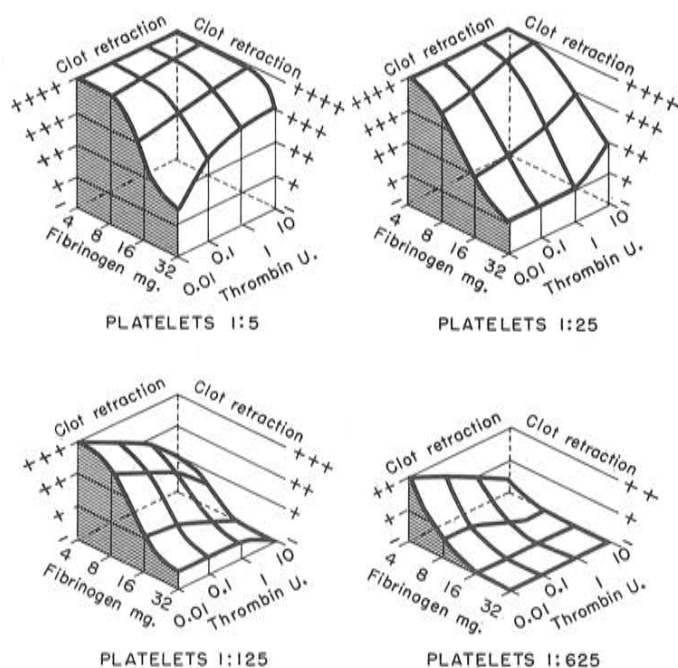 Clot retraction Clot retraction
++++ ++++
+++ +++
++ ++
+ +
- -
4 8 16 32
Fibrinogen mg.
0.01 0.1 1 10
Thrombin U.
PLATELETS 1:5
Clot retraction Clot retraction
++++ ++++
+++ +++
++ ++
+ +
- -
4 8 16 32
Fibrinogen mg.
0.01 0.1 1 10
Thrombin U.
PLATELETS 1:25
Clot retraction Clot retraction
+++ +++
++ ++
+ +
- -
4 8 16 32
Fibrinogen mg.
0.01 0.1 1 10
Thrombin U.
PLATELETS 1:125
Clot retraction Clot retraction
++ ++
+ +
- -
4 8 16 32
Fibrinogen mg.
0.01 0.1 1 10
Thrombin U.
PLATELETS 1:625